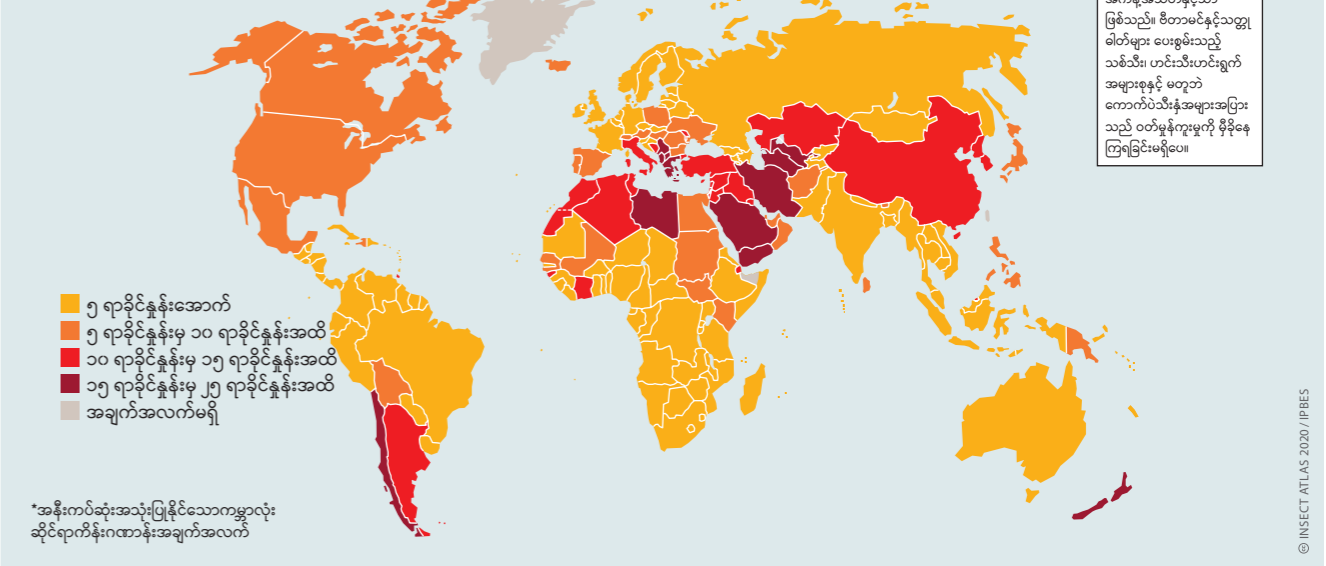 ဖြစ်သည်။ ဗီတာမင်နှင့်သတ္တု
ဓါတ်များ ပေးစွမ်းသည့်
သစ်သီး၊ ဟင်းသီးဟင်းရွက်
အများစုနှင့် မတူဘဲ
ကောက်ပဲသီးနှံအများအပြား
သည် ဝတ်မှုန်ကူးမှုကို မှီခိုနေ
ကြရခြင်းမရှိပေ။
၅ ရာခိုင်နှုန်းအောက်
၅ ရာခိုင်နှုန်းမှ ၁၀ ရာခိုင်နှုန်းအထိ
၁၀ ရာခိုင်နှုန်းမှ ၁၅ ရာခိုင်နှုန်းအထိ
၁၅ ရာခိုင်နှုန်းမှ ၂၅ ရာခိုင်နှုန်းအထိ
အချက်အလက်မရှိ
*အနီးကပ်ဆုံးအသုံးပြုနိုင်သောကမ္ဘာလုံး
ဆိုင်ရာကိန်းဂဏာန်းအချက်အလက်
INSECT ATLAS 2020 / IPBES